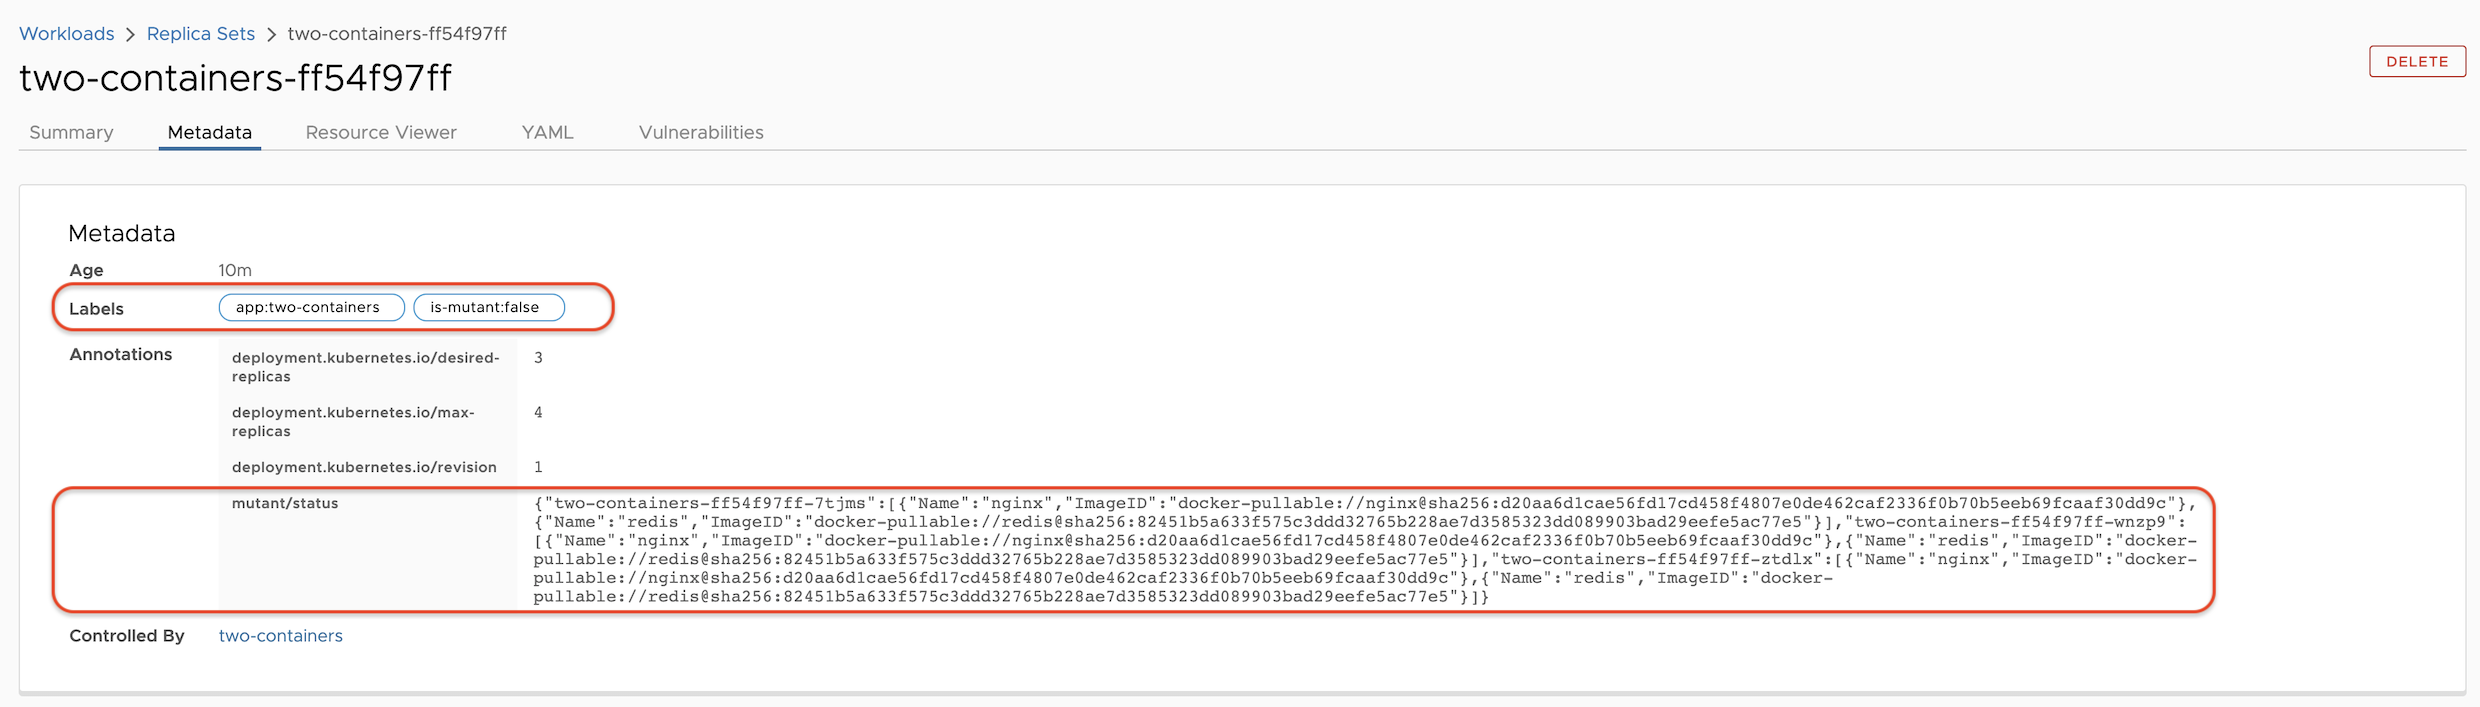 Workloads > Replica Sets > two-containers-ff54f97ff
two-containers-ff54f97ff
DELETE
Summary Metadata Resource Viewer YAML Vulnerabilities
Metadata
Age 10m
Labels app:two-containers is-mutant:false
Annotations deployment.kubernetes.io/desired- 3
replicas
deployment.kubernetes.io/max- 4
replicas
deployment.kubernetes.io/revision 1
mutant/status {"two-containers-ff54f97ff-7tjms":[{"Name":"nginx","ImageID":"docker-pullable://nginx@sha256:d20aa6d1cae56fd17cd458f4807e0de462caf2336f0b70b5eeb69fcaaf30dd9c"},
{"Name":"redis","ImageID":"docker-pullable://redis@sha256:82451b5a633f575c3ddd32765b228ae7d3585323dd089903bad29eefe5ac77e5"}],"two-containers-ff54f97ff-wnzp9":
[{"Name":"nginx","ImageID":"docker-pullable://nginx@sha256:d20aa6d1cae56fd17cd458f4807e0de462caf2336f0b70b5eeb69fcaaf30dd9c"},{"Name":"redis","ImageID":"docker-
pullable://redis@sha256:82451b5a633f575c3ddd32765b228ae7d3585323dd089903bad29eefe5ac77e5"}],"two-containers-ff54f97ff-ztdlx":[{"Name":"nginx","ImageID":"docker-
pullable://nginx@sha256:d20aa6d1cae56fd17cd458f4807e0de462caf2336f0b70b5eeb69fcaaf30dd9c"},{"Name":"redis","ImageID":"docker-
pullable://redis@sha256:82451b5a633f575c3ddd32765b228ae7d3585323dd089903bad29eefe5ac77e5"}]}
Controlled By two-containers